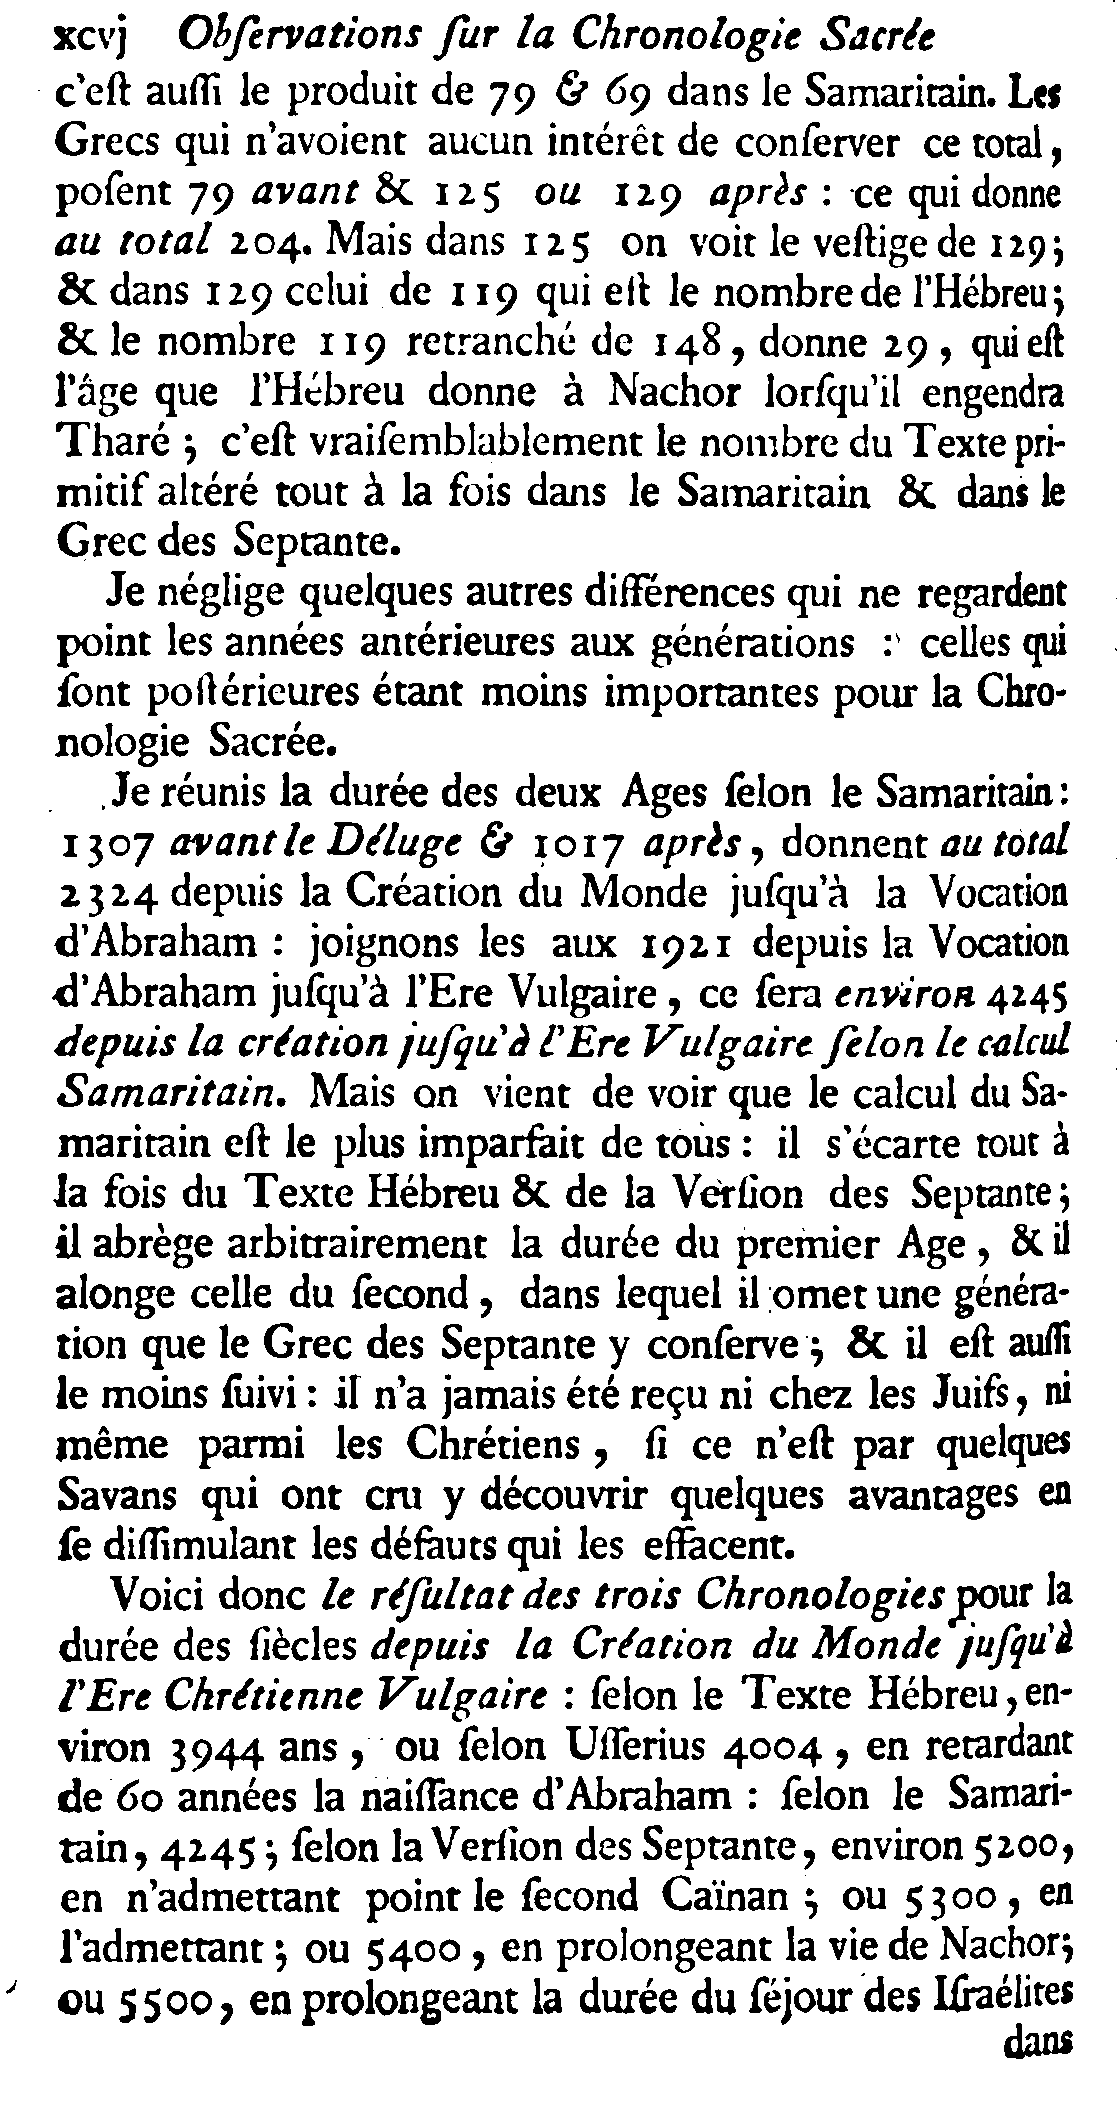 xcvj Obſervations ſur la Chronologie Sacrée
c'eſt auſſi le produit de 79 & 69 dans le Samaritain. Les
Grecs qui n'avoient aucun intérêt de conſerver ce total,
poſent 79 avant & 125 ou 129 après : ce qui donne
au total 204. Mais dans 125 on voit le veſtige de 129;
& dans 129 celui de 119 qui eſt le nombre de l'Hébreu;
& le nombre 119 retranché de 148, donne 29, qui eſt
l'âge que l'Hébreu donne à Nachor lorſqu'il engendra
Tharé ; c'eſt vraiſemblablement le nombre du Texte pri-
mitif altéré tout à la fois dans le Samaritain & dans le
Grec des Septante.
Je néglige quelques autres différences qui ne regardent
point les années antérieures aux générations : celles qui
ſont poſtérieures étant moins importantes pour la Chro-
nologie Sacrée.
Je réunis la durée des deux Ages ſelon le Samaritain :
1307 avant le Déluge & 1017 après, donnent au total
2324 depuis la Création du Monde juſqu'à la Vocation
d'Abraham : joignons les aux 1921 depuis la Vocation
d'Abraham juſqu'à l'Ere Vulgaire, ce ſera environ 4245
depuis la création juſqu'à l'Ere Vulgaire ſelon le calcul
Samaritain. Mais on vient de voir que le calcul du Sa-
maritain eſt le plus imparfait de tous : il s'écarte tout à
la fois du Texte Hébreu & de la Verſion des Septante;
il abrège arbitrairement la durée du premier Age, & il
alonge celle du ſecond, dans lequel il omet une généra-
tion que le Grec des Septante y conſerve ; & il eſt auſſi
le moins ſuivi : il n'a jamais été reçu ni chez les Juifs, ni
même parmi les Chrétiens, ſi ce n'eſt par quelques
Savans qui ont cru y découvrir quelques avantages en
ſe diſſimulant les défauts qui les effacent.
Voici donc le réſultat des trois Chronologies pour la
durée des ſiècles depuis la Création du Monde juſqu'à
l'Ere Chrétienne Vulgaire : ſelon le Texte Hébreu, en-
viron 3944 ans, ou ſelon Uſſerius 4004, en retardant
de 60 années la naiſſance d'Abraham : ſelon le Samari-
tain, 4245 ; ſelon la Verſion des Septante, environ 5200,
en n'admettant point le ſecond Caïnan ; ou 5300, en
l'admettant ; ou 5400, en prolongeant la vie de Nachor;
ou 5500, en prolongeant la durée du ſéjour des Iſraélites
dans